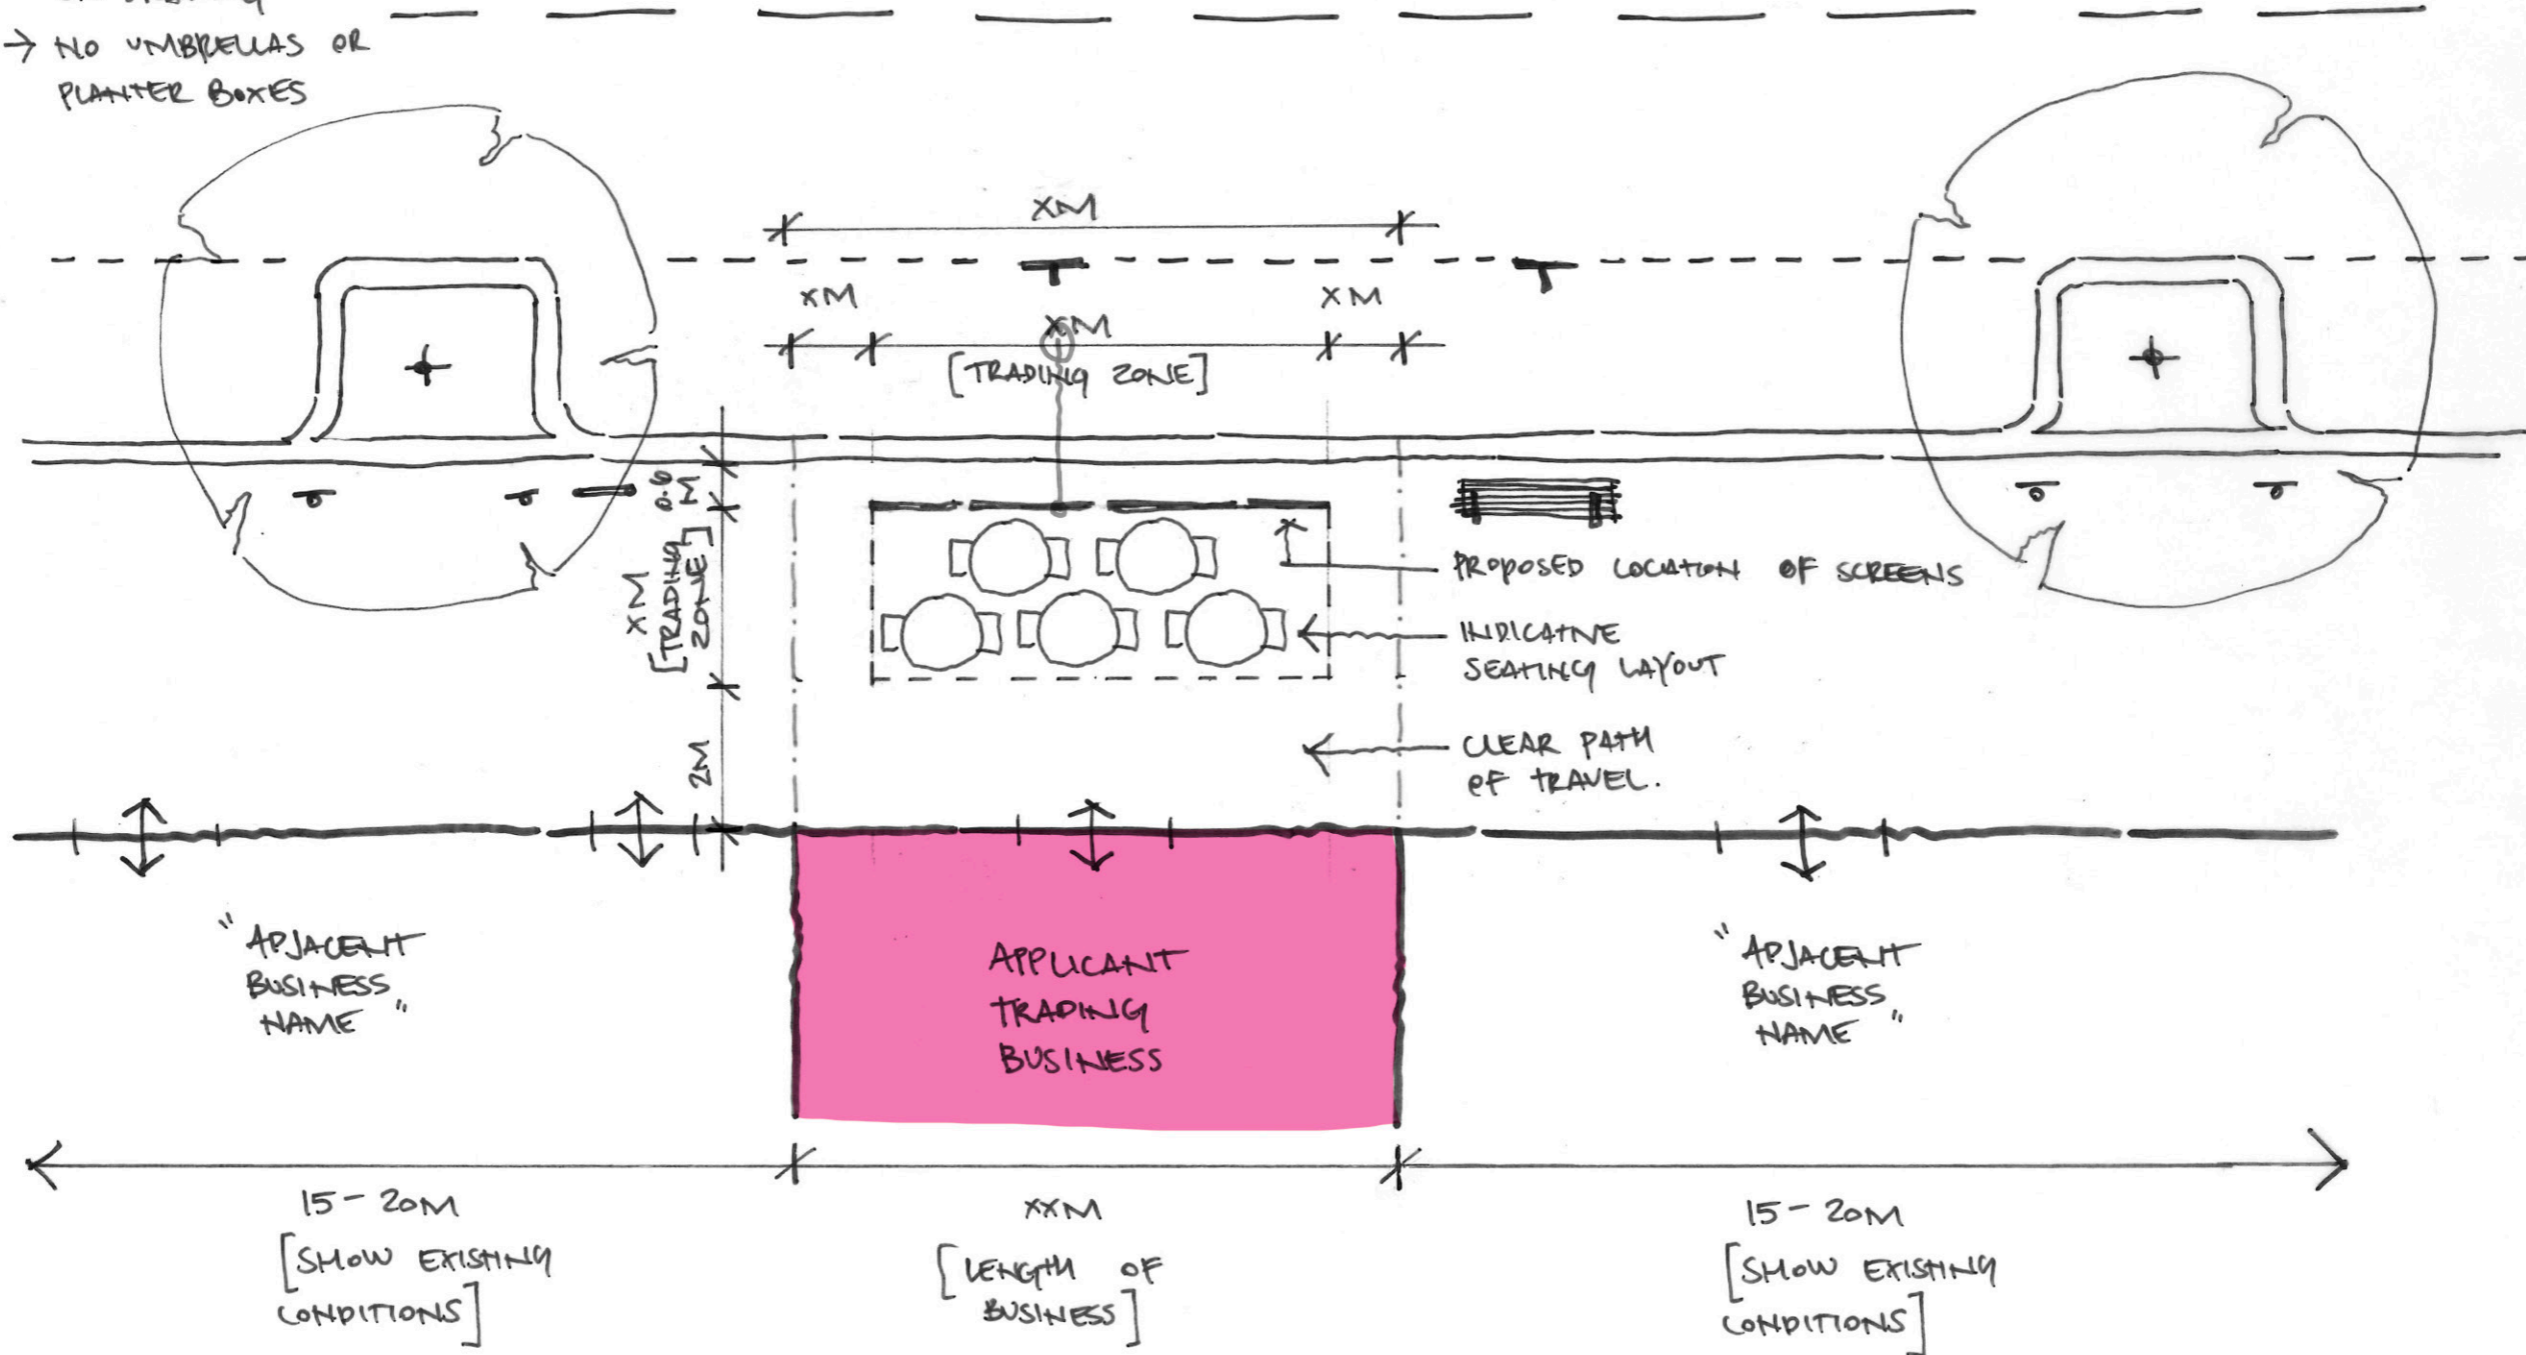 → NO UMBRELLAS OR
PLANTER BOXES
XM
XM
XM
XM
[TRADING ZONE]
0.6
M
XM
[TRADING
ZONE]
2M
PROPOSED LOCATION OF SCREENS
INDICATIVE
SEATING LAYOUT
CLEAR PATH
OF TRAVEL.
"ADJACENT
BUSINESS
NAME"
APPLICANT
TRADING
BUSINESS
"ADJACENT
BUSINESS
NAME"
15-20M
[SHOW EXISTING
CONDITIONS]
XXM
[LENGTH OF
BUSINESS]
15-20M
[SHOW EXISTING
CONDITIONS]